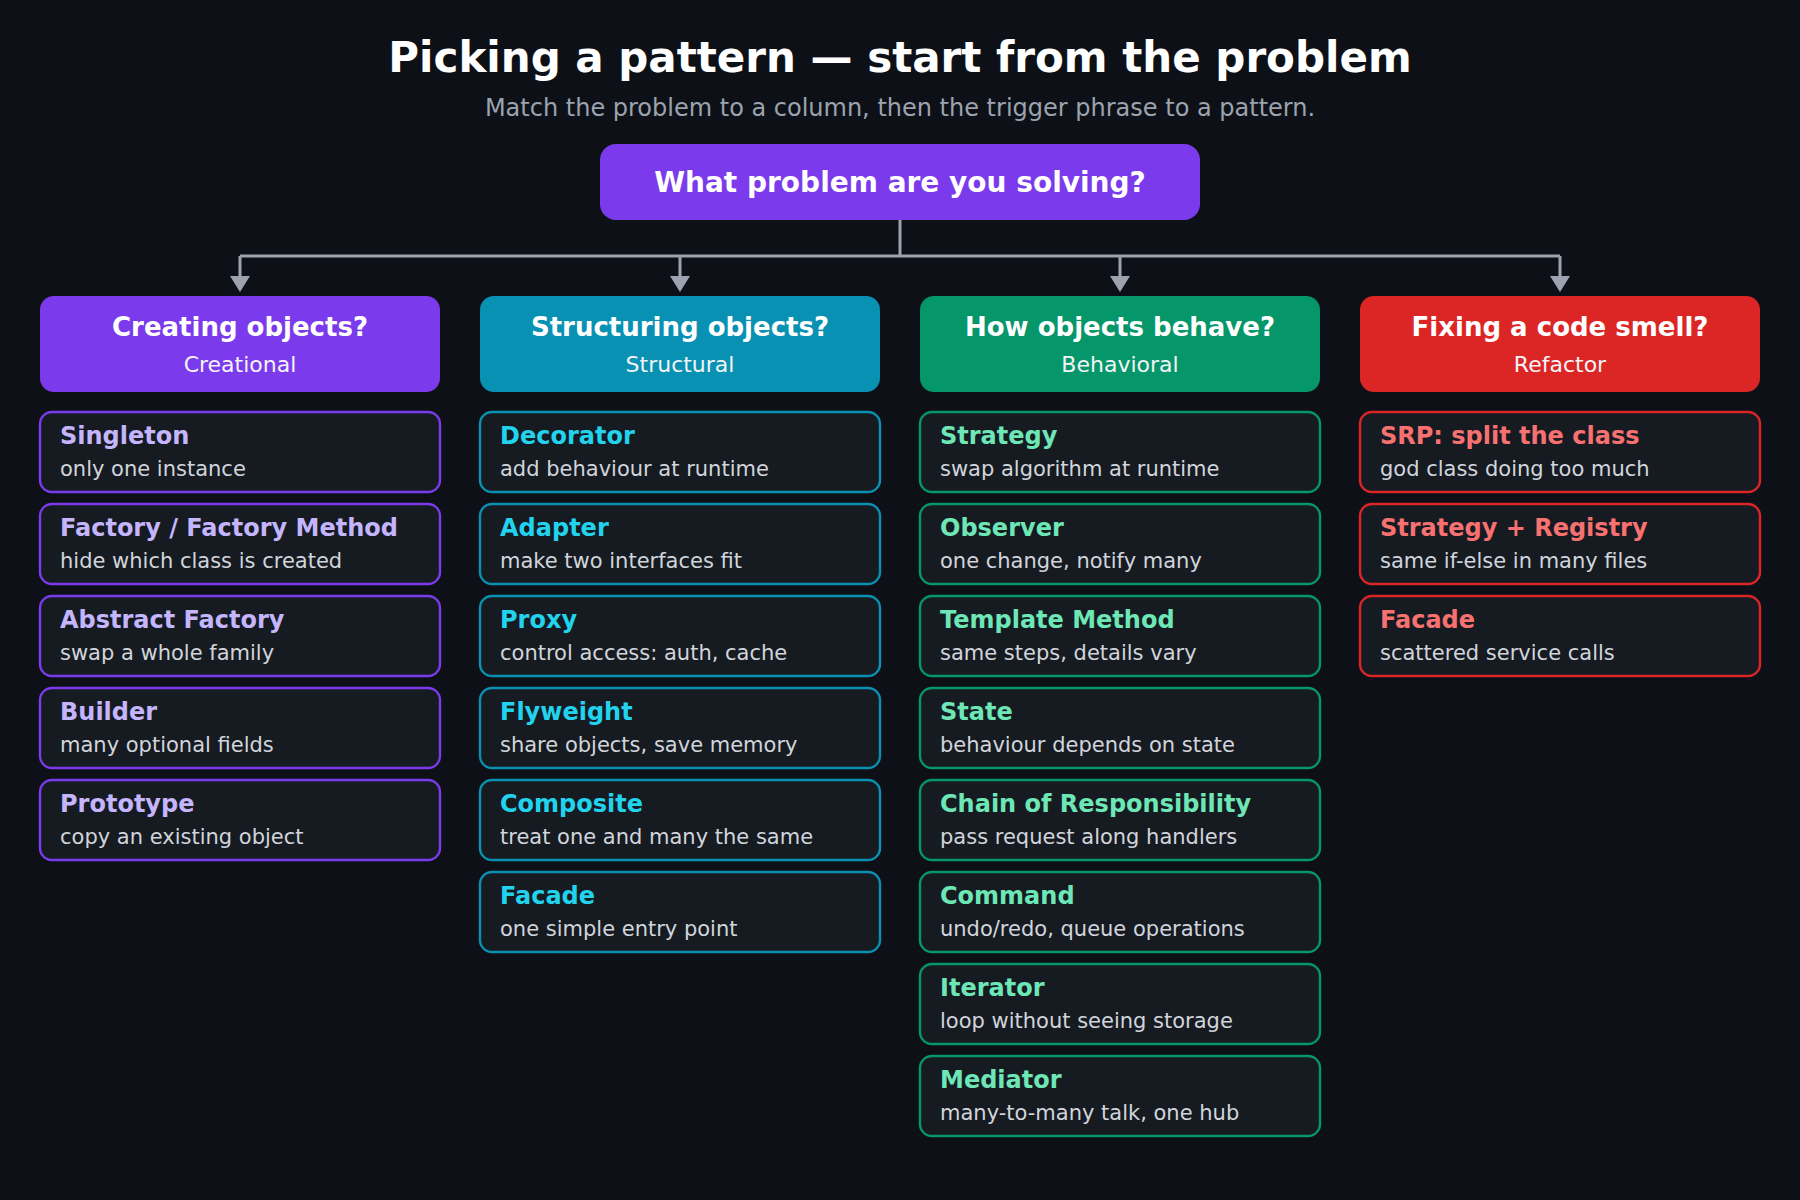 Picking a pattern — start from the problem
Match the problem to a column, then the trigger phrase to a pattern.
What problem are you solving?
Creating objects?
Creational
Singleton
only one instance
Factory / Factory Method
hide which class is created
Abstract Factory
swap a whole family
Builder
many optional fields
Prototype
copy an existing object
Structuring objects?
Structural
Decorator
add behaviour at runtime
Adapter
make two interfaces fit
Proxy
control access: auth, cache
Flyweight
share objects, save memory
Composite
treat one and many the same
Facade
one simple entry point
How objects behave?
Behavioral
Strategy
swap algorithm at runtime
Observer
one change, notify many
Template Method
same steps, details vary
State
behaviour depends on state
Chain of Responsibility
pass request along handlers
Command
undo/redo, queue operations
Iterator
loop without seeing storage
Mediator
many-to-many talk, one hub
Fixing a code smell?
Refactor
SRP: split the class
god class doing too much
Strategy + Registry
same if-else in many files
Facade
scattered service calls